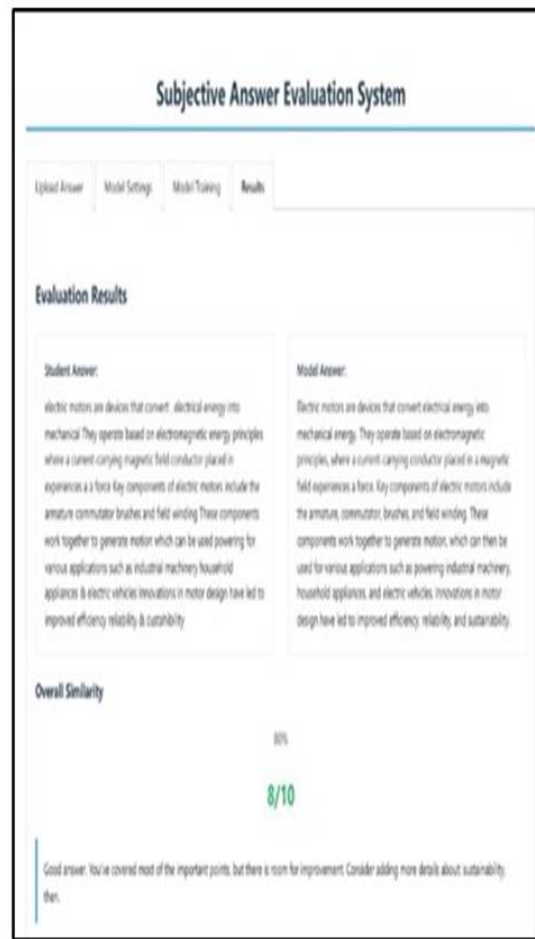 Subjective Answer Evaluation System
Upload Answer Model Settings Model Training Results
Evaluation Results
Student Answer:
electric motors are devices that convert electrical energy into
mechanical They operate based on electromagnetic energy principles
where a current-carrying magnetic field conductor placed in
experiences a a force Key components of electric motors include the
armature commutator brushes and field winding These components
work together to generate motion which can be used powering for
various applications such as industrial machinery household
appliances & electric vehicles Innovations in motor design have led to
improved efficiency reliability &
Model Answer:
Electric motors are devices that convert electrical energy into
mechanical energy. They operate based on electromagnetic
principles, where a current-carrying conductor placed in a magnetic
field experiences a force. Key components of electric motors include
the armature, commutator, brushes, and field winding. These
components work together to generate motion, which can then be
used for various applications such as powering industrial machinery,
household appliances, and electric vehicles. Innovations in motor
design have led to improved efficiency, reliability, and sustainability.
Overall Similarity
80%
8/10
Good answer. You've covered most of the important points, but there is room for improvement. Consider adding more details about sustainability,
then.